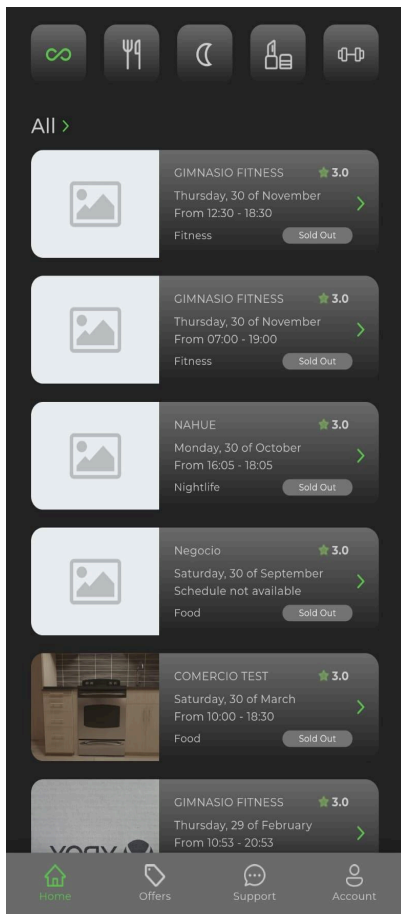 All >
GIMNASIO FITNESS 3.0
Thursday, 30 of November
From 12:30 - 18:30
Fitness Sold Out
GIMNASIO FITNESS 3.0
Thursday, 30 of November
From 07:00 - 19:00
Fitness Sold Out
NAHUE 3.0
Monday, 30 of October
From 16:05 - 18:05
Nightlife Sold Out
Negocio 3.0
Saturday, 30 of September
Schedule not available
Food Sold Out
COMERCIO TEST 3.0
Saturday, 30 of March
From 10:00 - 18:30
Food Sold Out
GIMNASIO FITNESS 3.0
Thursday, 29 of February
From 10:53 - 20:53
Home Offers Support Account